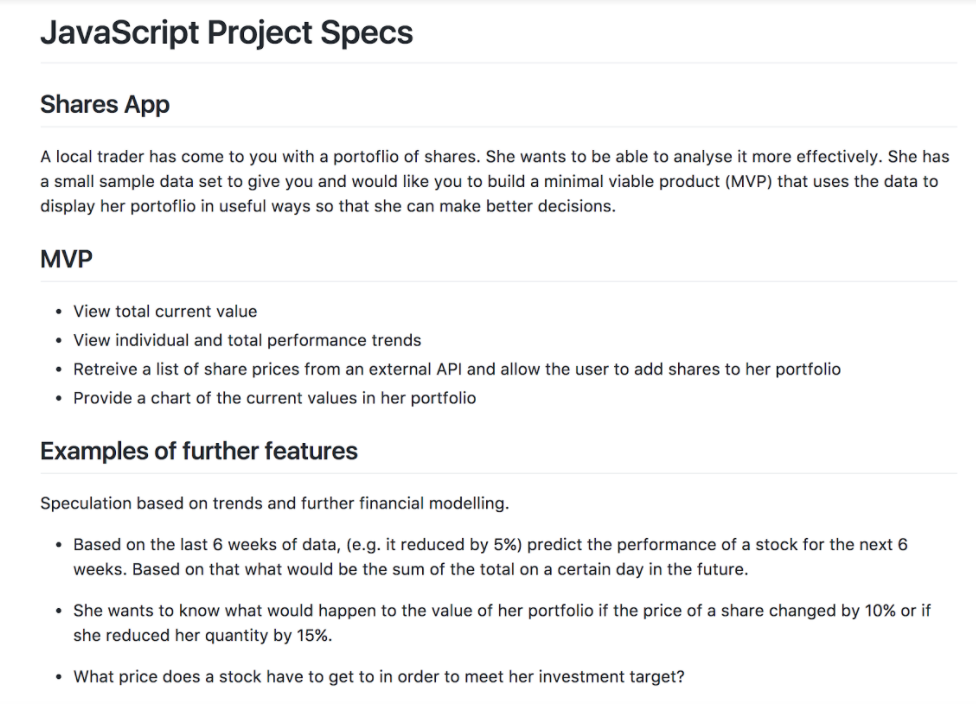 JavaScript Project Specs
Shares App
A local trader has come to you with a portoflio of shares. She wants to be able to analyse it more effectively. She has
a small sample data set to give you and would like you to build a minimal viable product (MVP) that uses the data to
display her portoflio in useful ways so that she can make better decisions.
MVP
• View total current value
• View individual and total performance trends
• Retreive a list of share prices from an external API and allow the user to add shares to her portfolio
• Provide a chart of the current values in her portfolio
Examples of further features
Speculation based on trends and further financial modelling.
• Based on the last 6 weeks of data, (e.g. it reduced by 5%) predict the performance of a stock for the next 6
weeks. Based on that what would be the sum of the total on a certain day in the future.
• She wants to know what would happen to the value of her portfolio if the price of a share changed by 10% or if
she reduced her quantity by 15%.
• What price does a stock have to get to in order to meet her investment target?